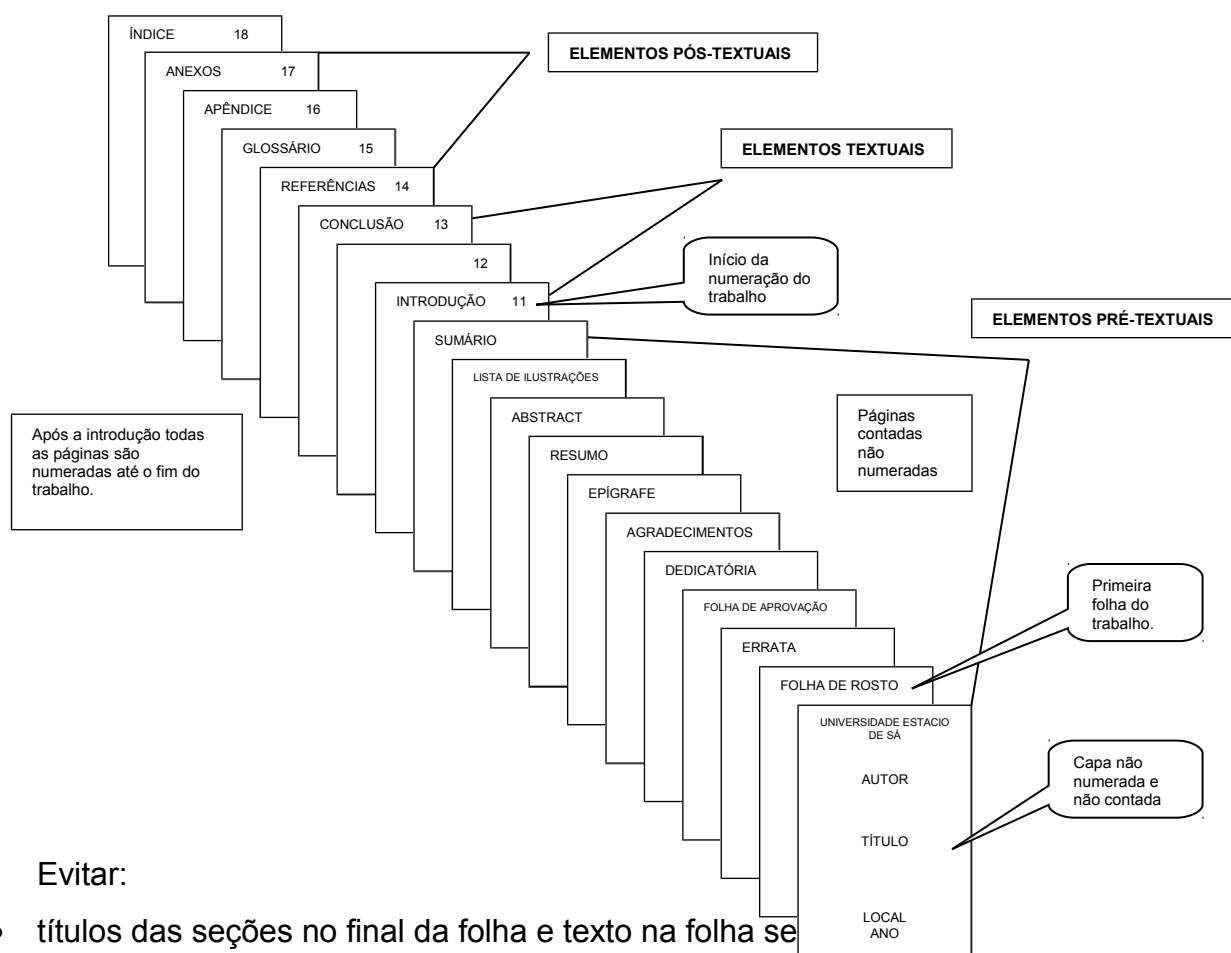 ÍNDICE 18
ELEMENTOS PÓS-TEXTUAIS
ANEXOS 17
APÊNDICE 16
GLOSSÁRIO 15
ELEMENTOS TEXTUAIS
REFERÊNCIAS 14
CONCLUSÃO 13
12
Início da
numeração do
trabalho
INTRODUÇÃO 11
ELEMENTOS PRÉ-TEXTUAIS
SUMÁRIO
LISTA DE ILUSTRAÇÕES
ABSTRACT
Páginas
contadas
não
numeradas
Após a introdução todas
as páginas são
numeradas até o fim do
trabalho.
RESUMO
EPÍGRAFE
AGRADECIMENTOS
DEDICATÓRIA
Primeira
folha do
trabalho.
FOLHA DE APROVAÇÃO
ERRATA
FOLHA DE ROSTO
UNIVERSIDADE ESTACIO
DE SÁ
AUTOR
Capa não
numerada e
não contada
TÍTULO
LOCAL
ANO
Evitar:
• títulos das seções no final da folha e texto na folha se